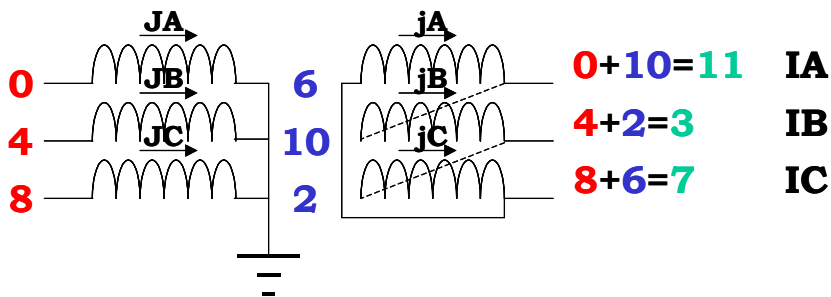 JA jA
0 6 0+10=11 IA
JB jB
4 10 4+2=3 IB
JC jC
8 2 8+6=7 IC